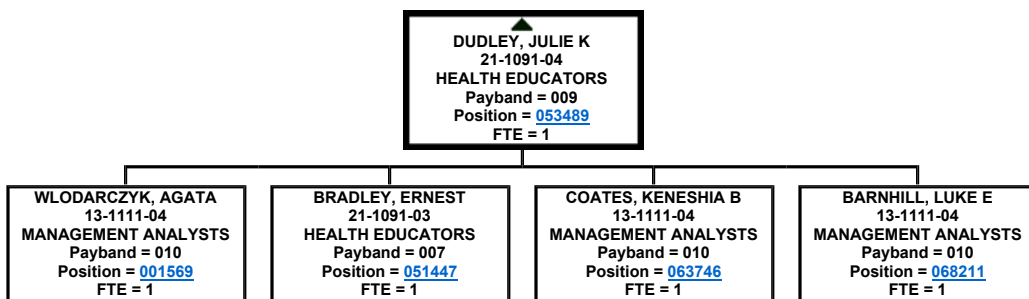 DUDLEY, JULIE K
21-1091-04
HEALTH EDUCATORS
Payband = 009
Position = 053489
FTE = 1
WLODARCZYK, AGATA
13-1111-04
MANAGEMENT ANALYSTS
Payband = 010
Position = 001569
FTE = 1
BRADLEY, ERNEST
21-1091-03
HEALTH EDUCATORS
Payband = 007
Position = 051447
FTE = 1
COATES, KENESHIA B
13-1111-04
MANAGEMENT ANALYSTS
Payband = 010
Position = 063746
FTE = 1
BARNHILL, LUKE E
13-1111-04
MANAGEMENT ANALYSTS
Payband = 010
Position = 068211
FTE = 1